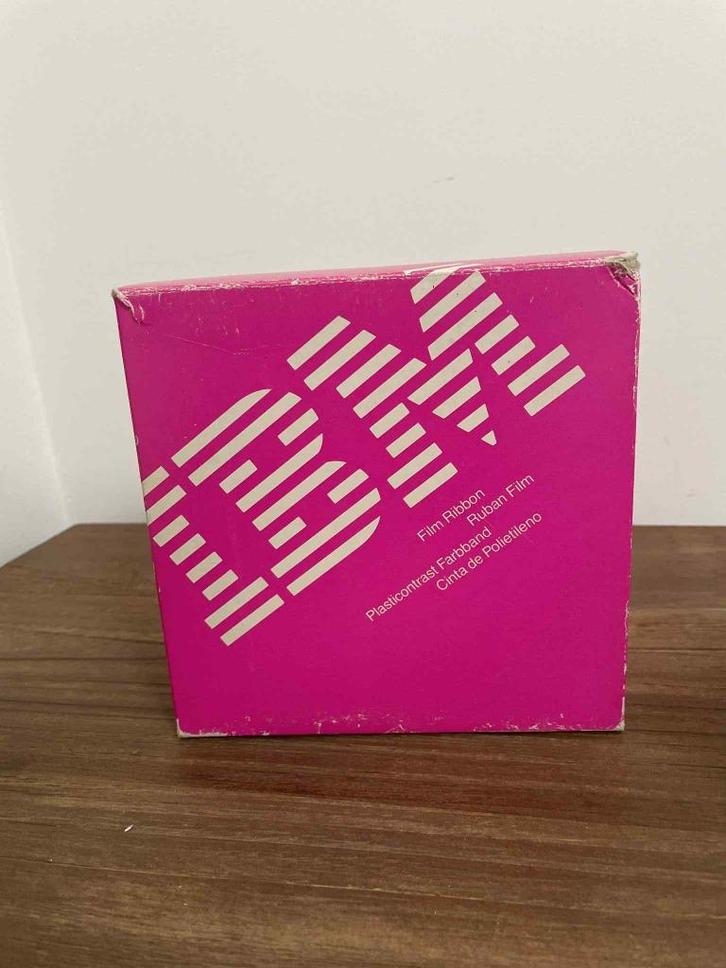 IBM
Film Ribbon
Ruban Film
Plasticontrast Farbband
Cinta de Polietileno